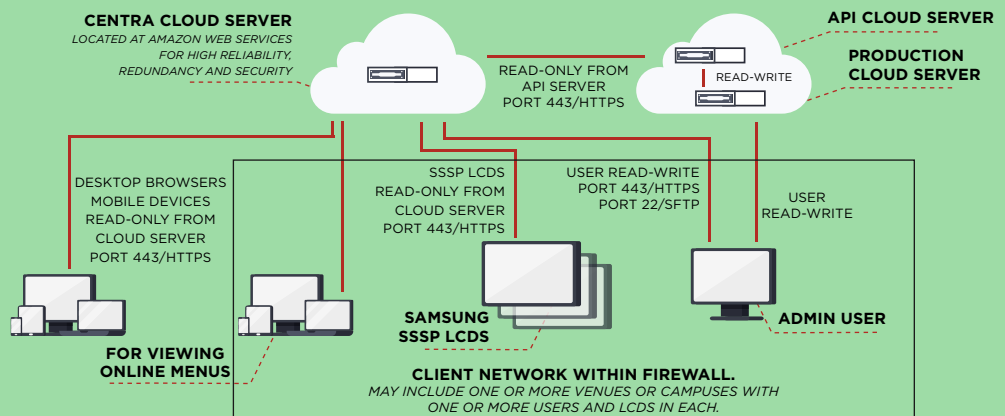 CENTRA CLOUD SERVER
LOCATED AT AMAZON WEB SERVICES
FOR HIGH RELIABILITY,
REDUNDANCY AND SECURITY
READ-ONLY FROM
API SERVER
PORT 443/HTTPS
READ-WRITE
API CLOUD SERVER
PRODUCTION
CLOUD SERVER
DESKTOP BROWSERS
MOBILE DEVICES
READ-ONLY FROM
CLOUD SERVER
PORT 443/HTTPS
SSSP LCDS
READ-ONLY FROM
CLOUD SERVER
PORT 443/HTTPS
USER READ-WRITE
PORT 443/HTTPS
PORT 22/SFTP
USER
READ-WRITE
FOR VIEWING
ONLINE MENUS
SAMSUNG
SSSP LCDS
ADMIN USER
CLIENT NETWORK WITHIN FIREWALL.
MAY INCLUDE ONE OR MORE VENUES OR CAMPUSES WITH
ONE OR MORE USERS AND LCDS IN EACH.